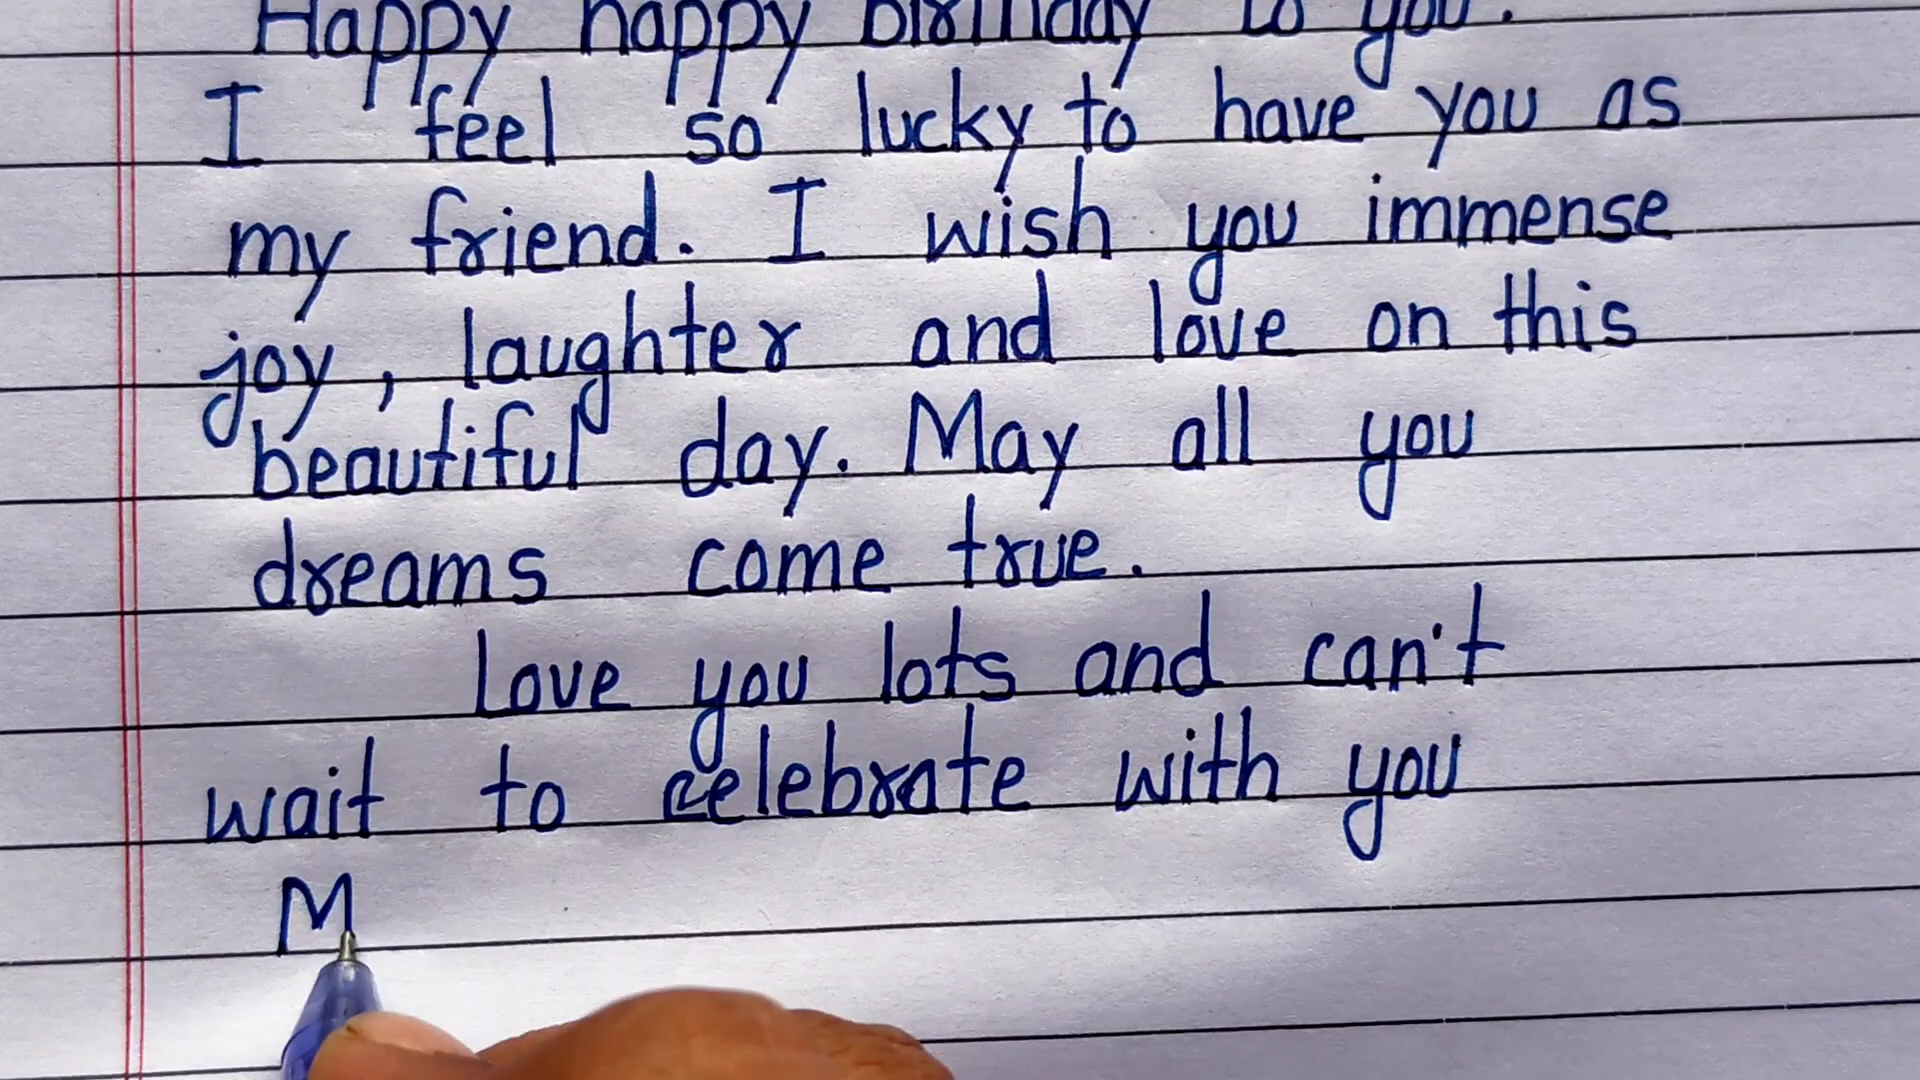 Happy happy birthday to you.
I feel so lucky to have you as
my friend. I wish you immense
joy, laughter and love on this
beautiful day. May all you
dreams come true.
Love you lots and can't
wait to celebrate with you
M